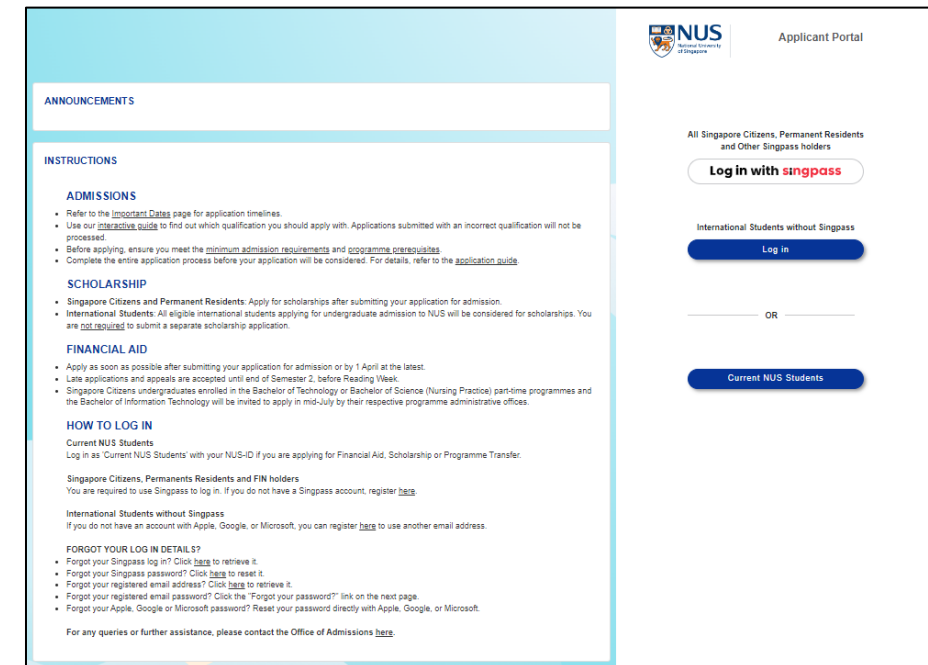 NUS
National University
of Singapore
Applicant Portal
ANNOUNCEMENTS
INSTRUCTIONS
ADMISSIONS
Refer to the Important Dates page for application timelines.
Use our interactive guide to find out which qualification you should apply with. Applications submitted with an incorrect qualification will not be
processed.
Before applying, ensure you meet the minimum admission requirements and programme prerequisites.
Complete the entire application process before your application will be considered. For details, refer to the application guide.
SCHOLARSHIP
Singapore Citizens and Permanent Residents: Apply for scholarships after submitting your application for admission.
International Students: All eligible international students applying for undergraduate admission to NUS will be considered for scholarships. You
are not required to submit a separate scholarship application.
FINANCIAL AID
Apply as soon as possible after submitting your application for admission or by 1 April at the latest.
Late applications and appeals are accepted until end of Semester 2, before Reading Week.
Singapore Citizens undergraduates enrolled in the Bachelor of Technology or Bachelor of Science (Nursing Practice) part-time programmes and
the Bachelor of Information Technology will be invited to apply in mid-July by their respective programme administrative offices.
HOW TO LOG IN
Current NUS Students
Log in as 'Current NUS Students' with your NUS-ID if you are applying for Financial Aid, Scholarship or Programme Transfer.
Singapore Citizens, Permanents Residents and FIN holders
You are required to use Singpass to log in. If you do not have a Singpass account, register here.
International Students without Singpass
If you do not have an account with Apple, Google, or Microsoft, you can register here to use another email address.
FORGOT YOUR LOG IN DETAILS?
Forgot your Singpass log in? Click here to retrieve it.
Forgot your Singpass password? Click here to reset it.
Forgot your registered email address? Click here to retrieve it.
Forgot your registered email password? Click the "Forgot your password?" link on the next page.
Forgot your Apple, Google or Microsoft password? Reset your password directly with Apple, Google, or Microsoft.
For any queries or further assistance, please contact the Office of Admissions here.
All Singapore Citizens, Permanent Residents
and Other Singpass holders
Log in with singpass
International Students without Singpass
Log in
OR
Current NUS Students